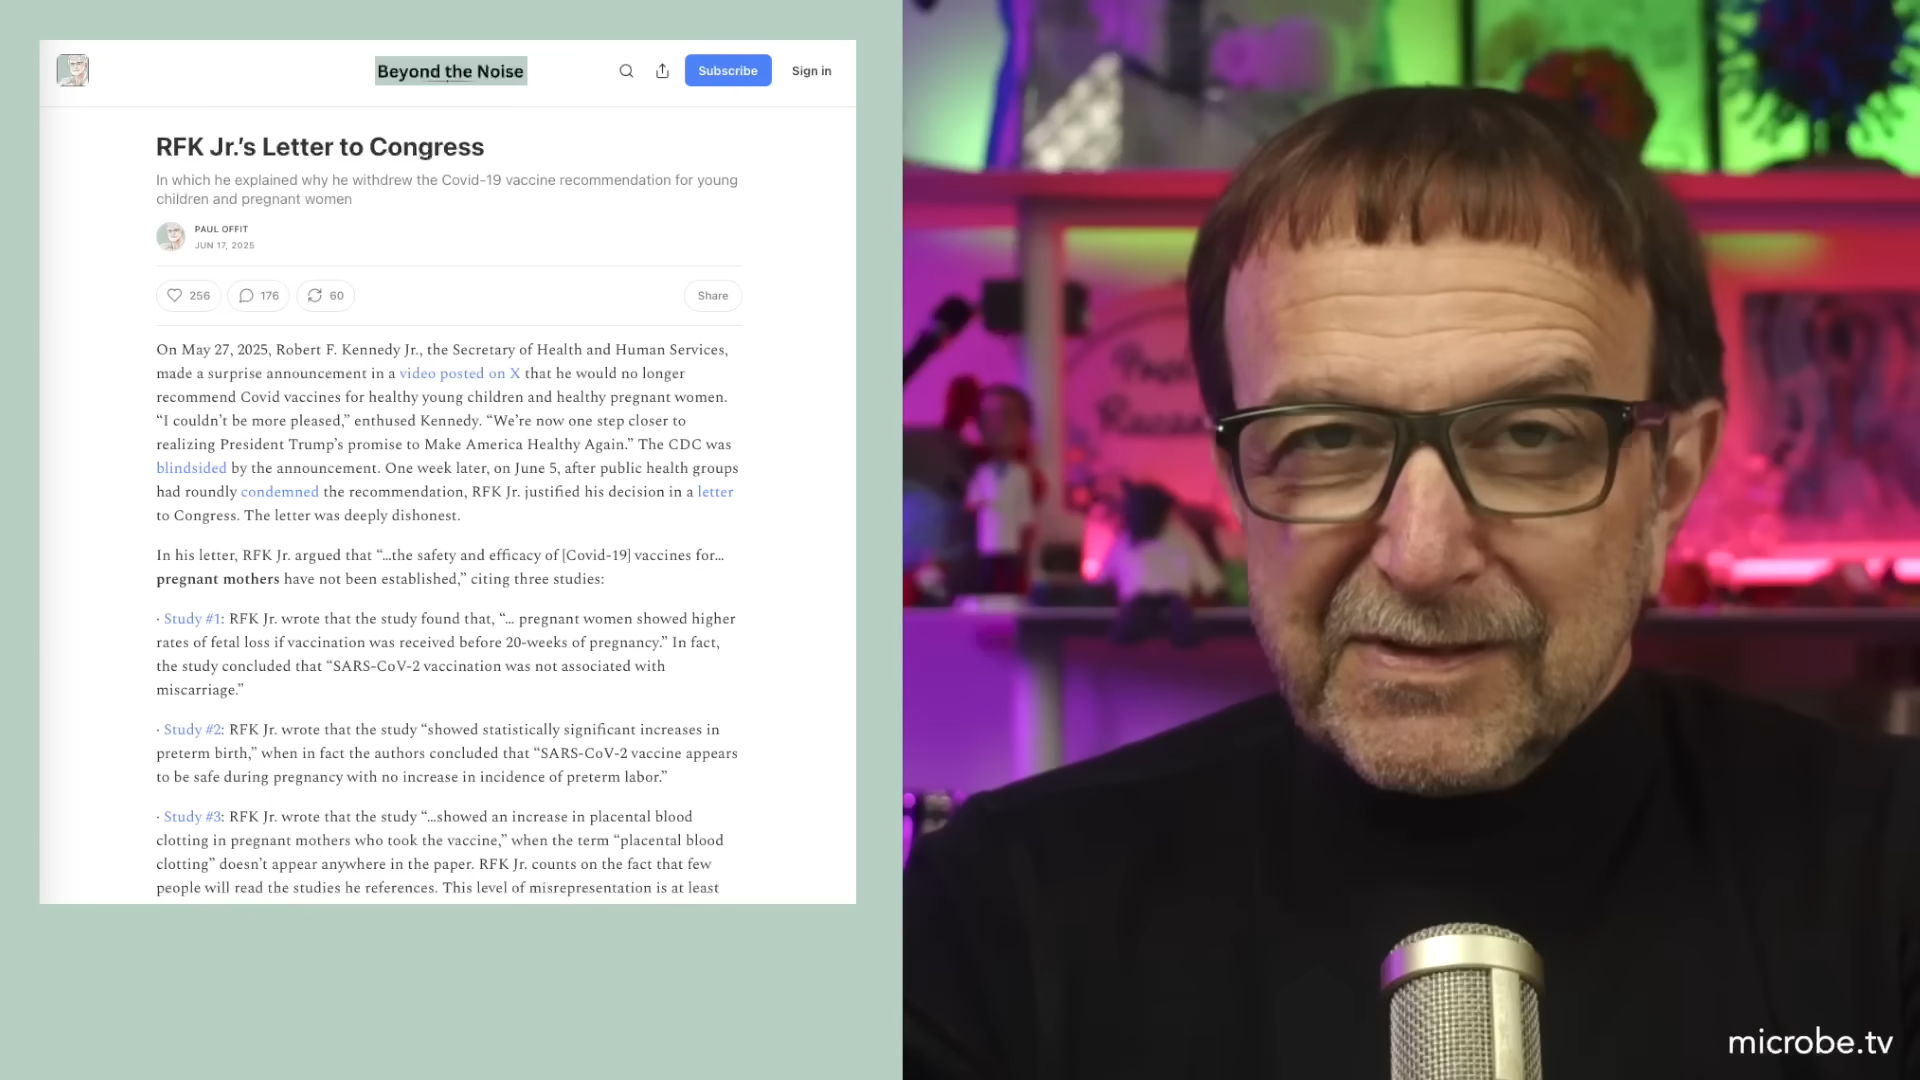 Beyond the Noise
Subscribe
Sign in
RFK Jr.’s Letter to Congress
In which he explained why he withdrew the Covid-19 vaccine recommendation for young
children and pregnant women
PAUL OFFIT
JUN 17, 2025
256
176
60
Share
On May 27, 2025, Robert F. Kennedy Jr., the Secretary of Health and Human Services,
made a surprise announcement in a video posted on X that he would no longer
recommend Covid vaccines for healthy young children and healthy pregnant women.
“I couldn’t be more pleased,” enthused Kennedy. “We’re now one step closer to
realizing President Trump’s promise to Make America Healthy Again.” The CDC was
blindsided by the announcement. One week later, on June 5, after public health groups
had roundly condemned the recommendation, RFK Jr. justified his decision in a letter
to Congress. The letter was deeply dishonest.
In his letter, RFK Jr. argued that “…the safety and efficacy of [Covid-19] vaccines for…
pregnant mothers have not been established,” citing three studies:
· Study #1: RFK Jr. wrote that the study found that, “… pregnant women showed higher
rates of fetal loss if vaccination was received before 20-weeks of pregnancy.” In fact,
the study concluded that “SARS-CoV-2 vaccination was not associated with
miscarriage.”
· Study #2: RFK Jr. wrote that the study “showed statistically significant increases in
preterm birth,” when in fact the authors concluded that “SARS-CoV-2 vaccine appears
to be safe during pregnancy with no increase in incidence of preterm labor.”
· Study #3: RFK Jr. wrote that the study “…showed an increase in placental blood
clotting in pregnant mothers who took the vaccine,” when the term “placental blood
clotting” doesn’t appear anywhere in the paper. RFK Jr. counts on the fact that few
people will read the studies he references. This level of misrepresentation is at least
microbe.tv